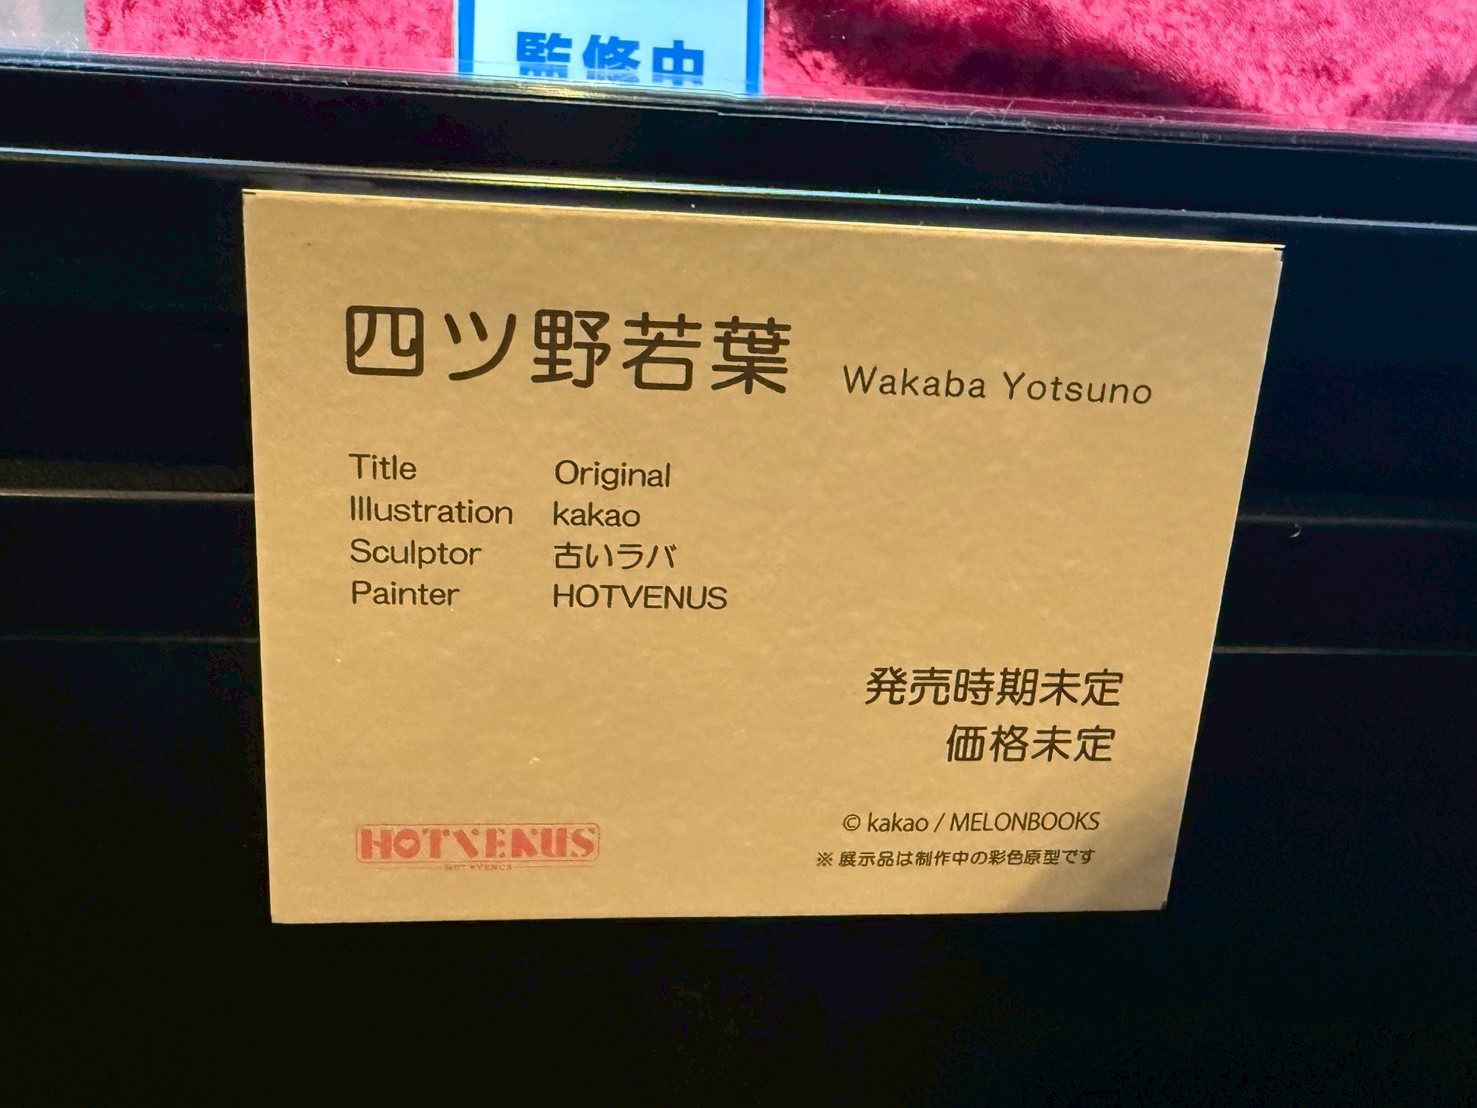 監修中
四ツ野若葉 Wakaba Yotsuno
Title Original
Illustration kakao
Sculptor 古いラバ
Painter HOTVENUS
発売時期未定
価格未定
© kakao / MELONBOOKS
※ 展示品は制作中の彩色原型です
HOTVENUS